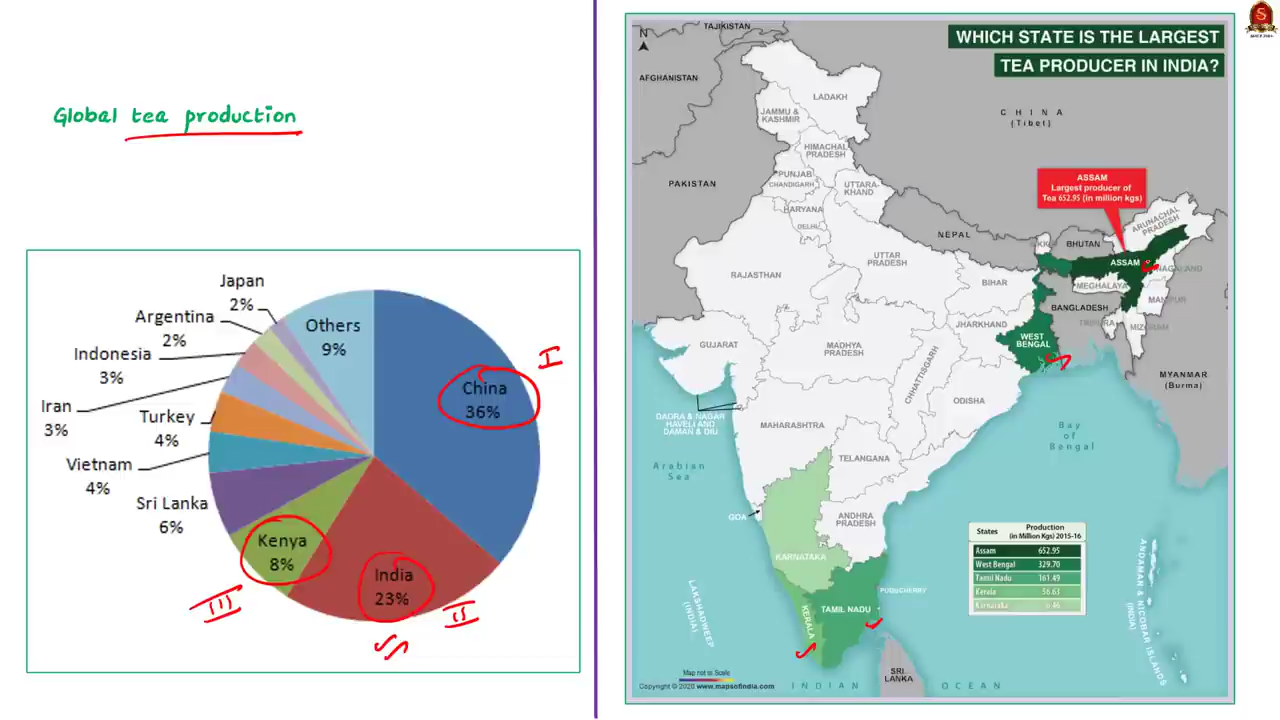 Global tea production
Japan
2%
Argentina
2%
Indonesia
3%
Iran
3%
Turkey
4%
Vietnam
4%
Sri Lanka
6%
Kenya
8%
India
23%
China
36%
Others
9%
I
II
III
WHICH STATE IS THE LARGEST
TEA PRODUCER IN INDIA?
N
TAJIKISTAN
AFGHANISTAN
PAKISTAN
CHINA
(Tibet)
NEPAL
BHUTAN
BANGLADESH
MYANMAR
(Burma)
LADAKH
JAMMU &
KASHMIR
HIMACHAL
PRADESH
PUNJAB
CHANDIGARH
UTTARA-
KHAND
HARYANA
DELHI
RAJASTHAN
UTTAR
PRADESH
BIHAR
ASSAM
Largest producer of
Tea 652.95 (in million kgs)
ARUNACHAL
PRADESH
ASSAM
NAGALAND
MEGHALAYA
MANIPUR
TRIPURA
MIZORAM
WEST
BENGAL
JHARKHAND
GUJARAT
MADHYA
PRADESH
CHHATTISGARH
ODISHA
DADRA & NAGAR
HAVELI AND
DAMAN & DIU
MAHARASHTRA
TELANGANA
Arabian
Sea
Bay
of
Bengal
GOA
ANDHRA
PRADESH
KARNATAKA
PUDUCHERRY
TAMIL NADU
KERALA
LAKSHADWEEP
(INDIA)
ANDAMAN & NICOBAR ISLANDS
(INDIA)
SRI
LANKA
INDIAN OCEAN
States Production
(in Million Kgs) 2015-16
Assam 652.95
West Bengal 329.70
Tamil Nadu 161.49
Kerela 56.63
Karnataka 6.46
Map not to Scale
Copyright © 2020 www.mapsofindia.com